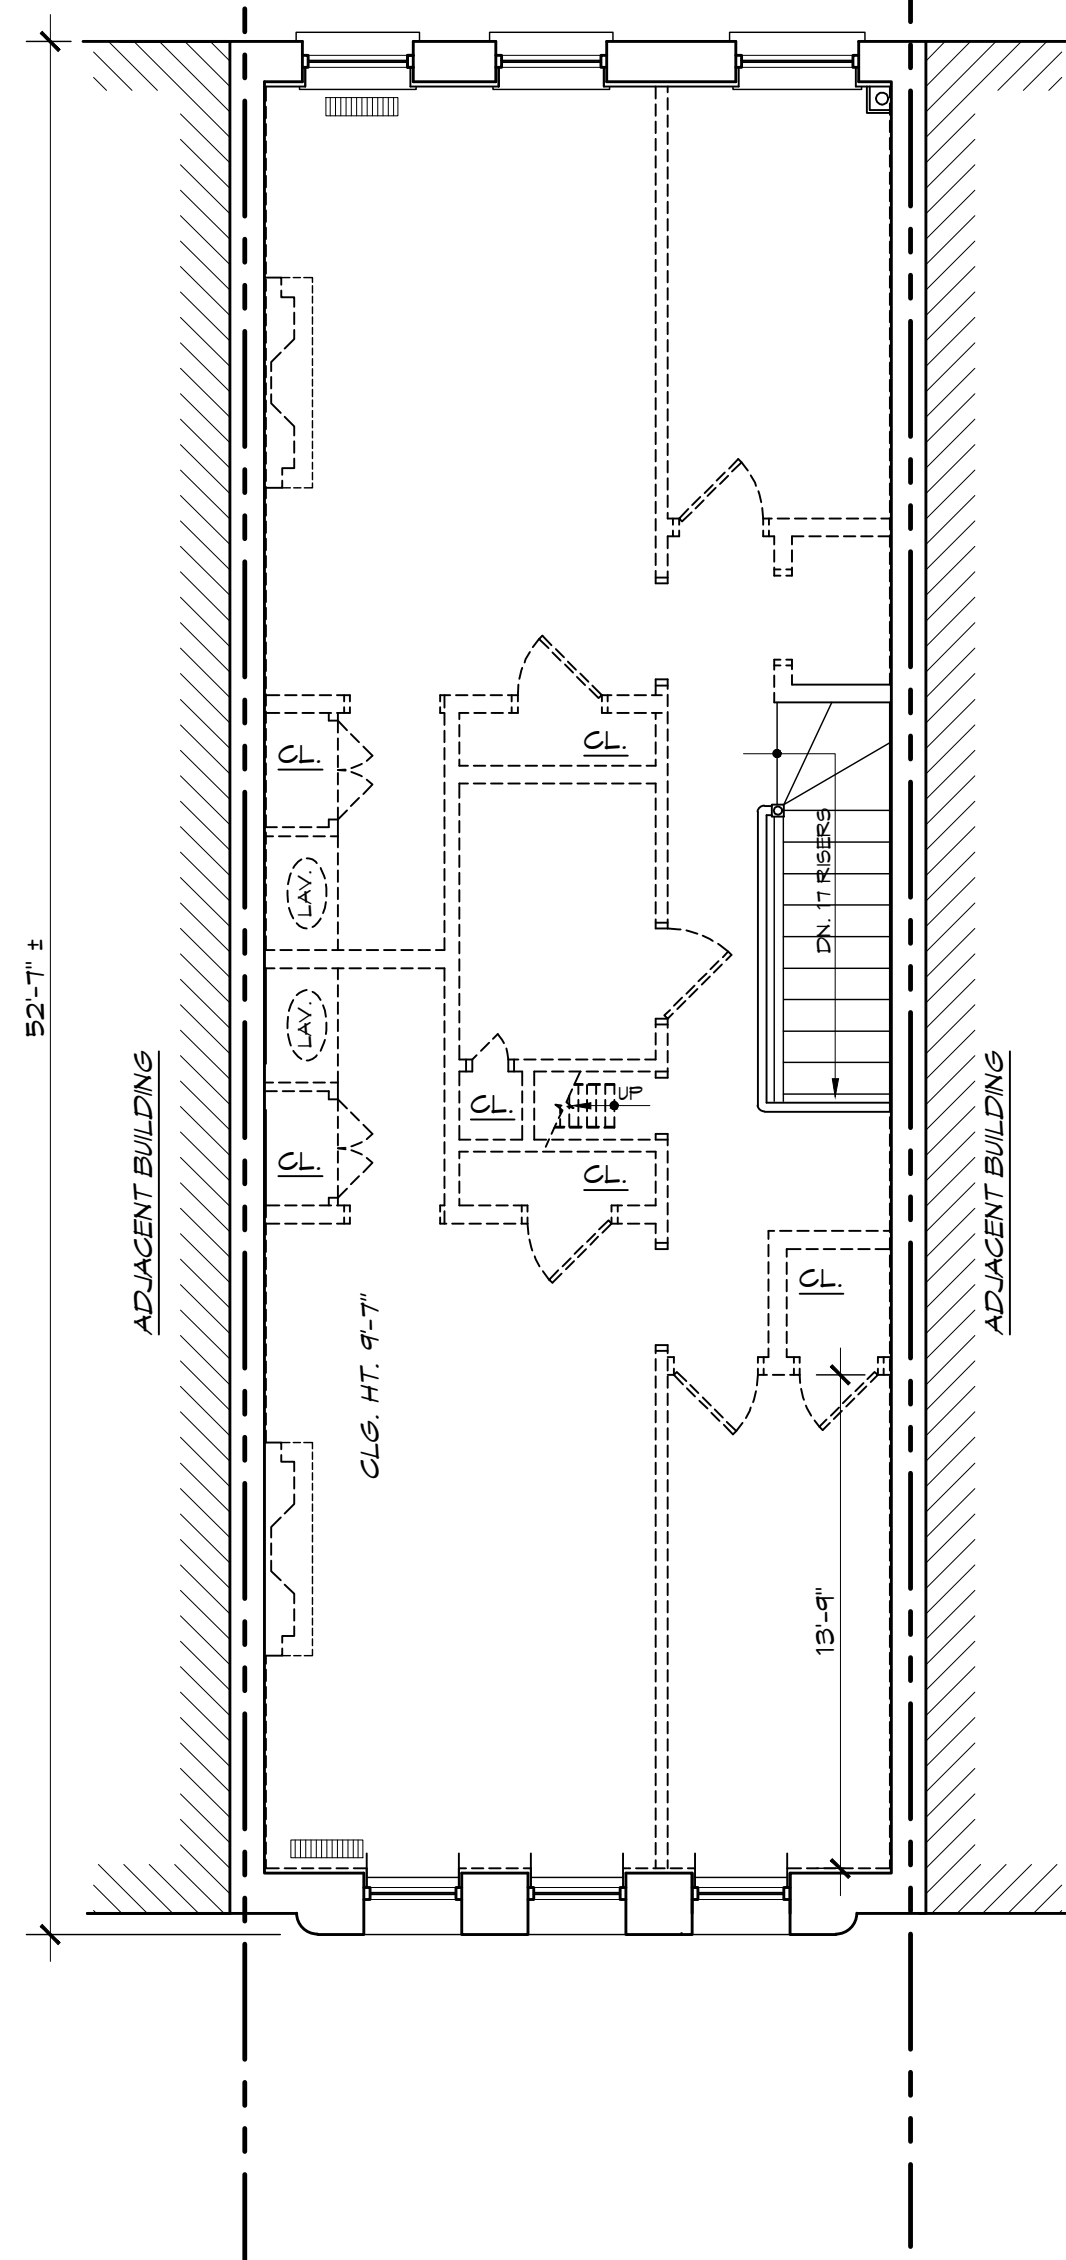 CL.
CL.
DN. 17 RISERS
LAV.
52'-7" ±
LAV.
ADJACENT BUILDING
ADJACENT BUILDING
UP
CL.
CL.
CL.
CL.
CLG. HT. 9'-7"
13'-9"